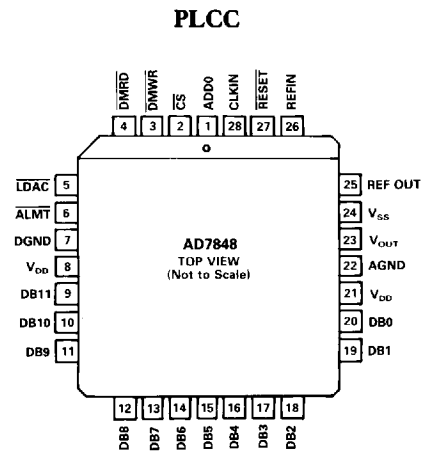 PLCC
DMRD
DMWR
CS
ADD0
CLKIN
RESET
REFIN
4 3 2 1 28 27 26
LDAC 5
ALMT 6
DGND 7
VDD 8
DB11 9
DB10 10
DB9 11
AD7848
TOP VIEW
(Not to Scale)
25 REF OUT
24 VSS
23 VOUT
22 AGND
21 VDD
20 DB0
19 DB1
12 13 14 15 16 17 18
DB8
DB7
DB6
DB5
DB4
DB3
DB2